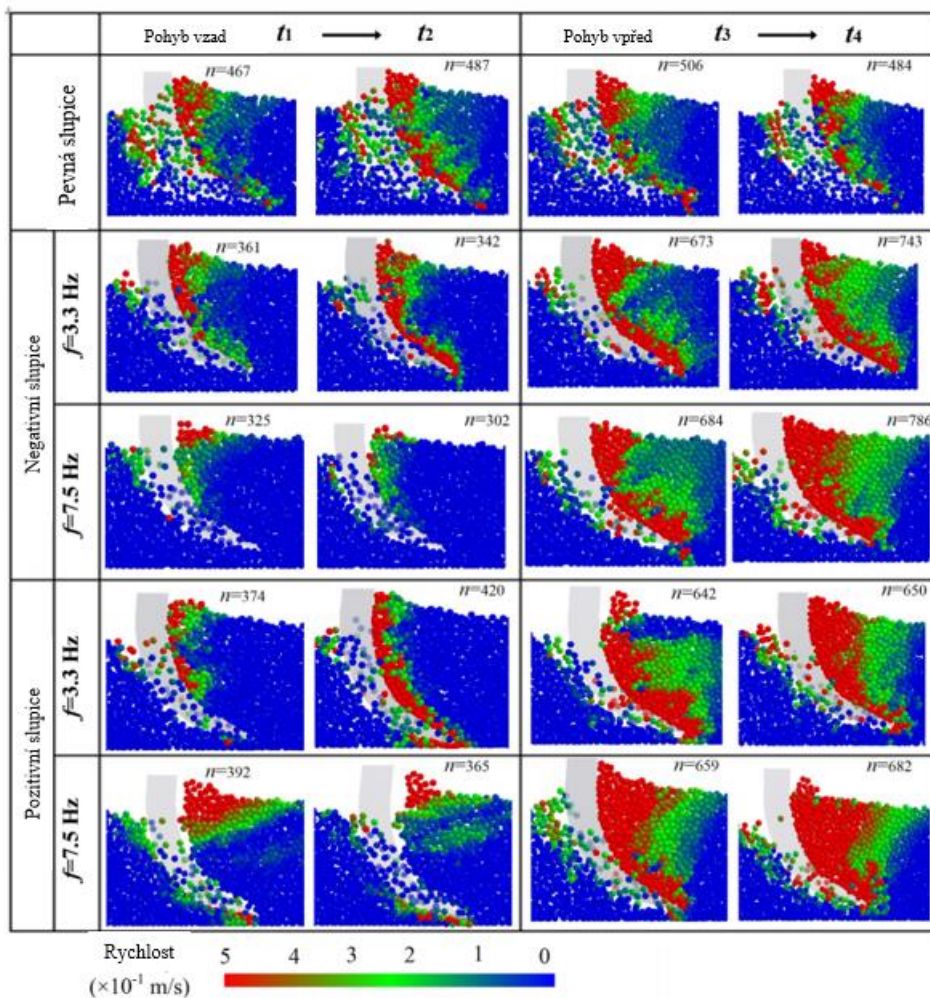 Pohyb vzad t1 → t2 Pohyb vpřed t3 → t4
Pevná slupice
n=467 n=487 n=506 n=484
Negativní slupice
f=3.3 Hz
n=361 n=342 n=673 n=743
f=7.5 Hz
n=325 n=302 n=684 n=786
Pozitivní slupice
f=3.3 Hz
n=374 n=420 n=642 n=650
f=7.5 Hz
n=392 n=365 n=659 n=682
Rychlost 5 4 3 2 1 0
(×10⁻¹ m/s)